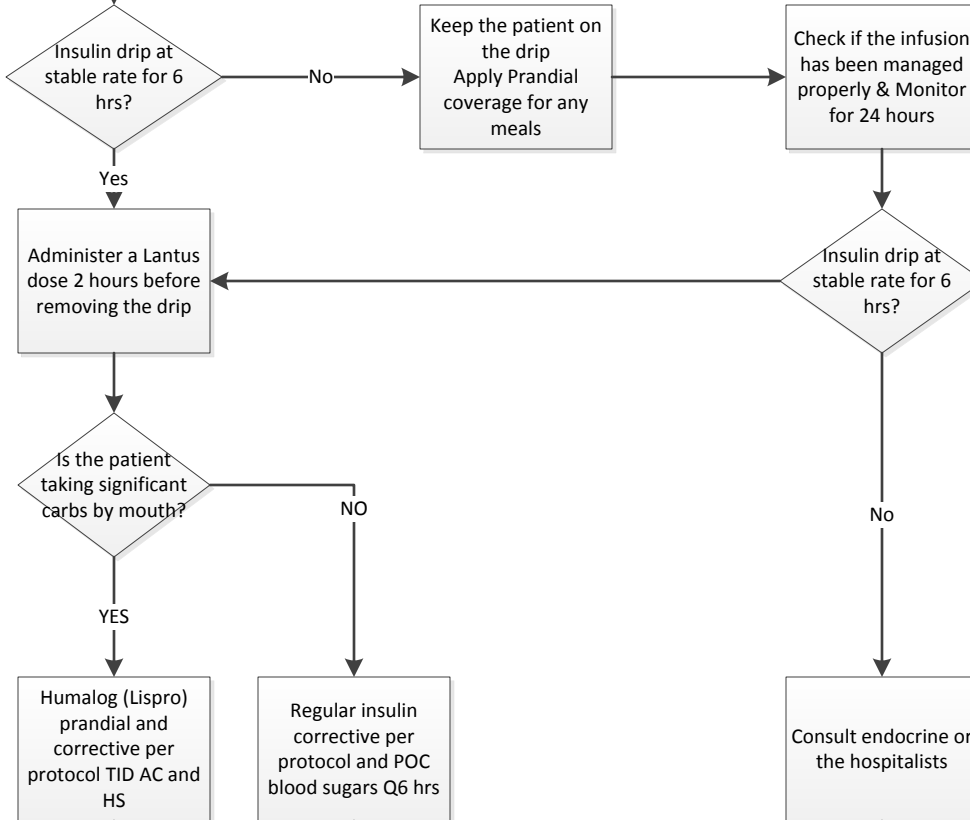 Insulin drip at
stable rate for 6
hrs?
No
Keep the patient on
the drip
Apply Prandial
coverage for any
meals
Check if the infusion
has been managed
properly & Monitor
for 24 hours
Yes
Administer a Lantus
dose 2 hours before
removing the drip
Insulin drip at
stable rate for 6
hrs?
Is the patient
taking significant
carbs by mouth?
NO
No
YES
Humalog (Lispro)
prandial and
corrective per
protocol TID AC and
HS
Regular insulin
corrective per
protocol and POC
blood sugars Q6 hrs
Consult endocrine or
the hospitalists